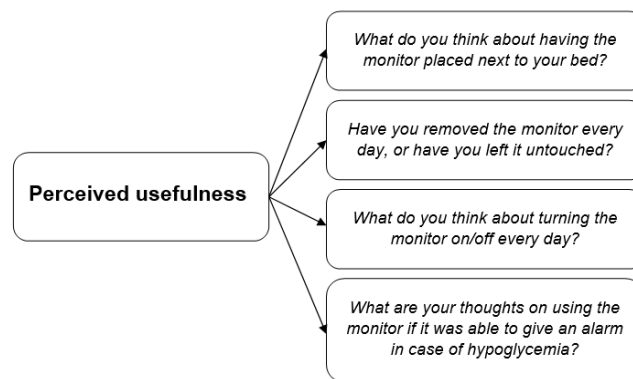 What do you think about having the
monitor placed next to your bed?
Have you removed the monitor every
day, or have you left it untouched?
Perceived usefulness
What do you think about turning the
monitor on/off every day?
What are your thoughts on using the
monitor if it was able to give an alarm
in case of hypoglycemia?